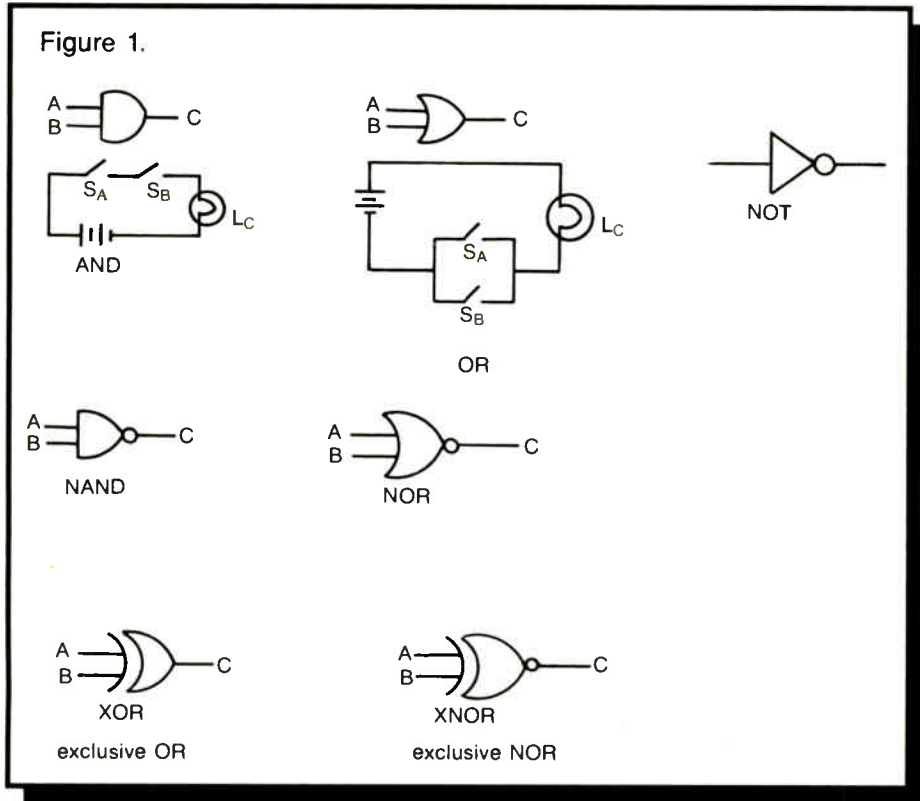 Figure 1.
A
B
C
S_A
S_B
L_C
AND
A
B
C
S_A
S_B
L_C
OR
NOT
A
B
C
NAND
A
B
C
NOR
A
B
C
XOR
exclusive OR
A
B
C
XNOR
exclusive NOR